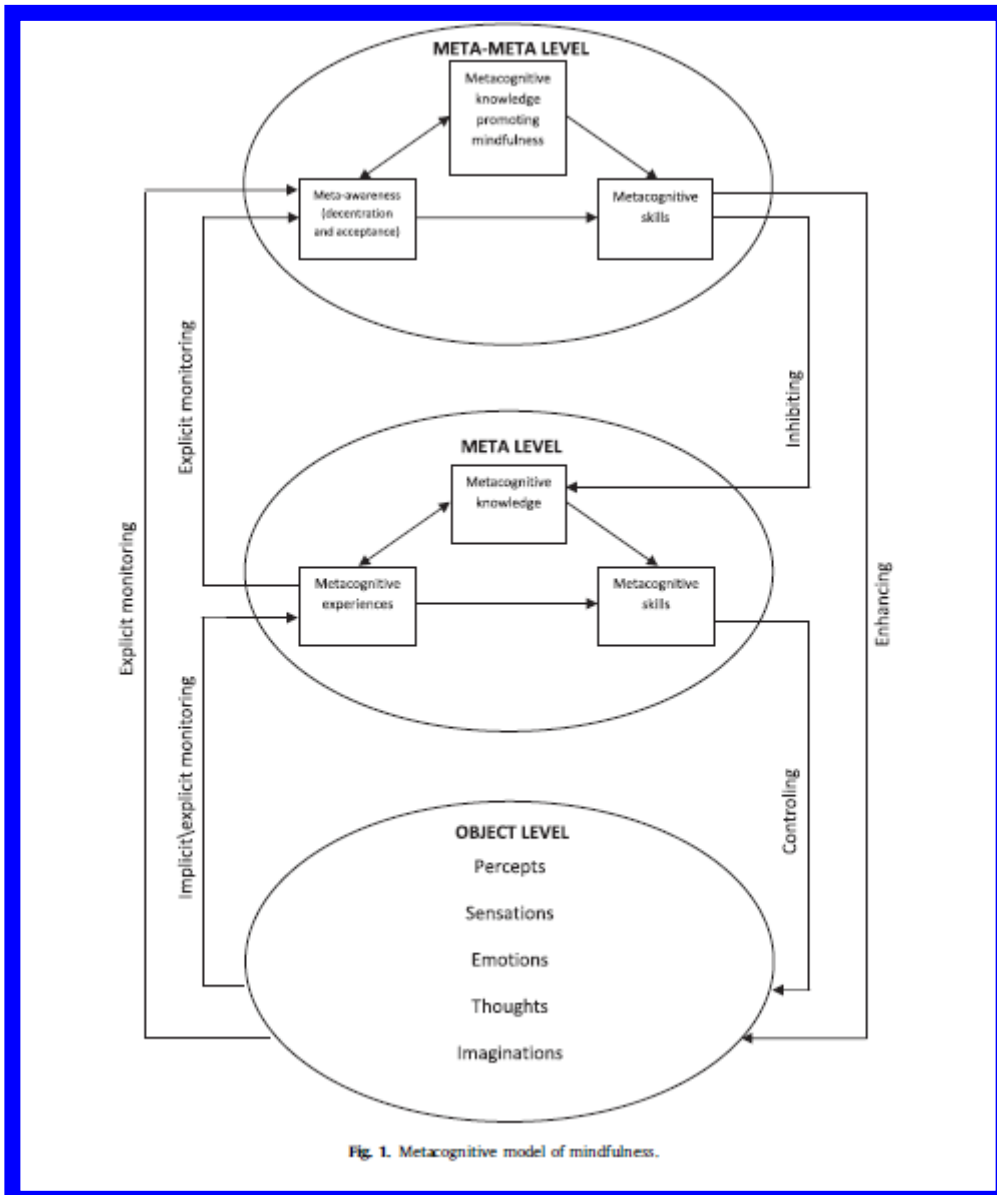 META-META LEVEL
Metacognitive
knowledge
promoting
mindfulness
Meta-awareness
(decentration
and acceptance)
Metacognitive
skills
Explicit monitoring
Inhibiting
META LEVEL
Metacognitive
knowledge
Metacognitive
experiences
Metacognitive
skills
Explicit monitoring
Enhancing
Implicit\explicit monitoring
Controling
OBJECT LEVEL
Percepts
Sensations
Emotions
Thoughts
Imaginations
Fig. 1. Metacognitive model of mindfulness.